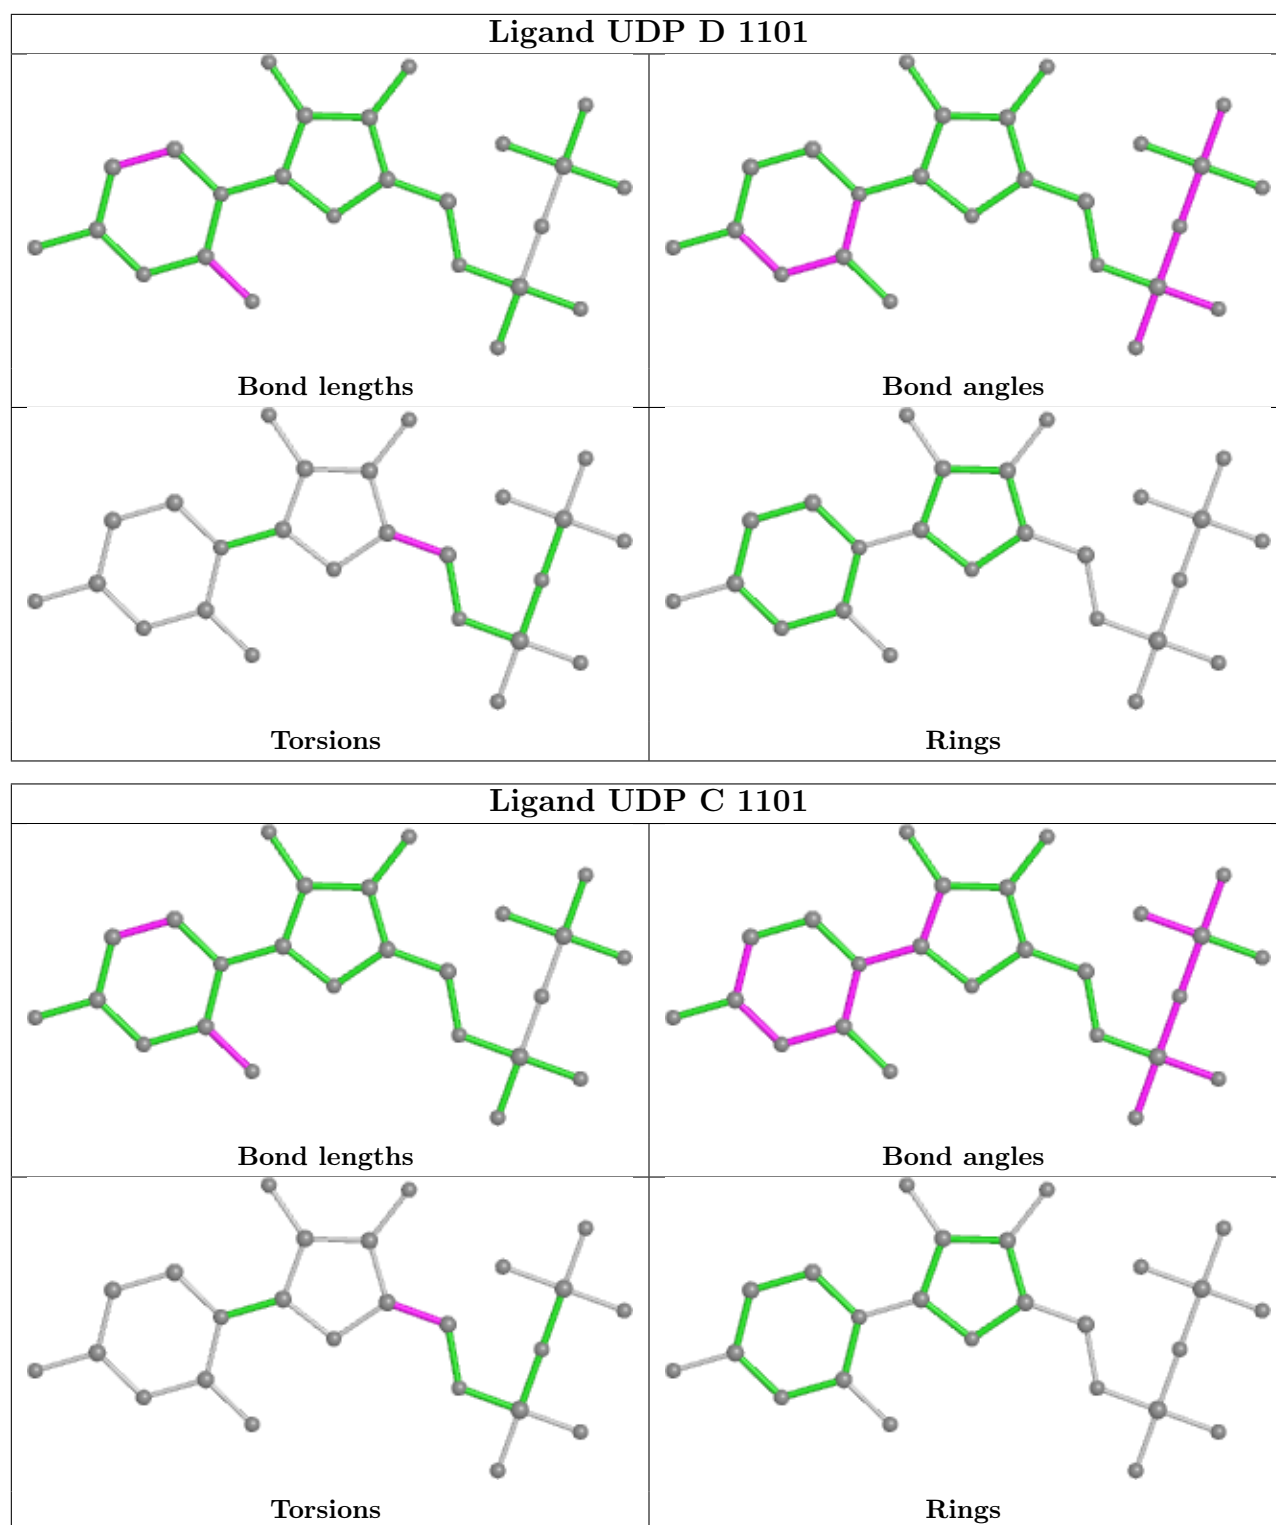 Ligand UDP D 1101
Bond lengths
Bond angles
Torsions
Rings
Ligand UDP C 1101
Bond lengths
Bond angles
Torsions
Rings